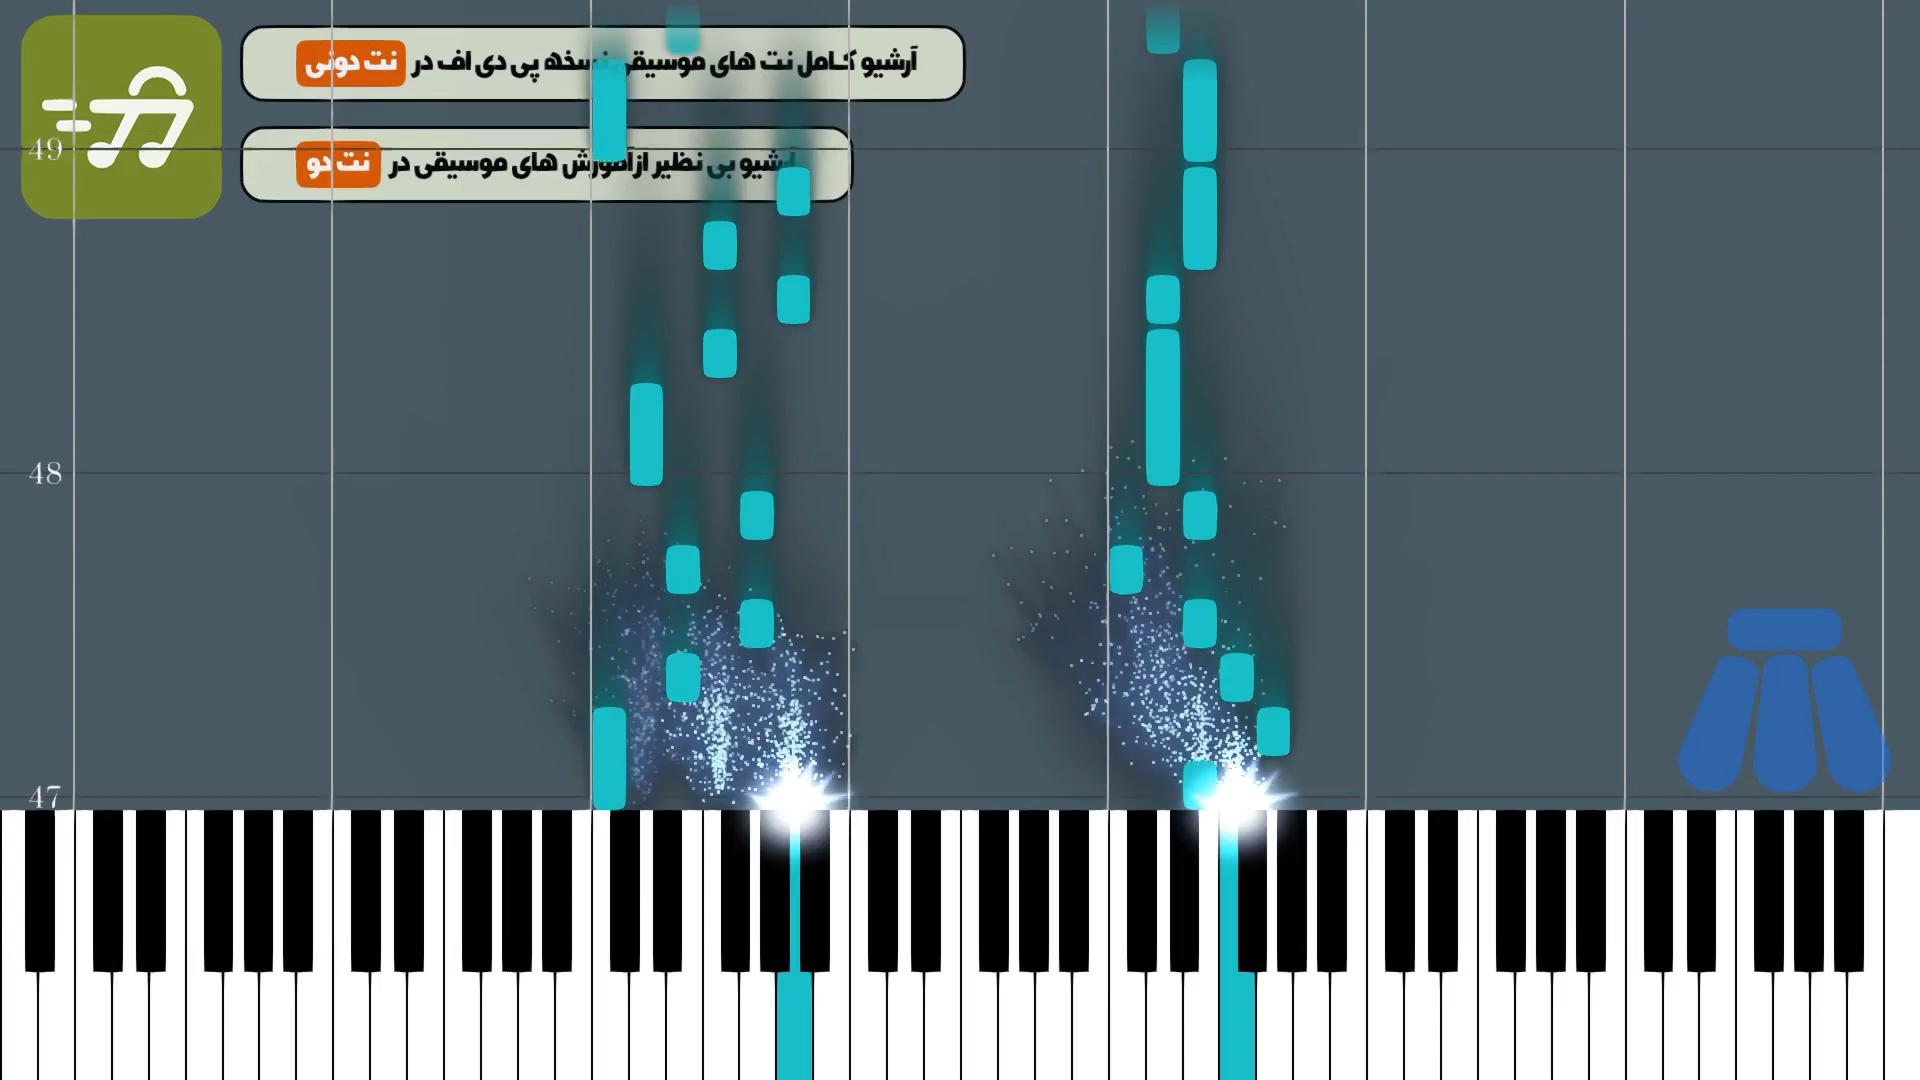 آرشیو کامل نت های موسیقی نسخه پی دی اف در نت دونی
آرشیو بی نظیر از آموزش های موسیقی در نت دو
49
48
47